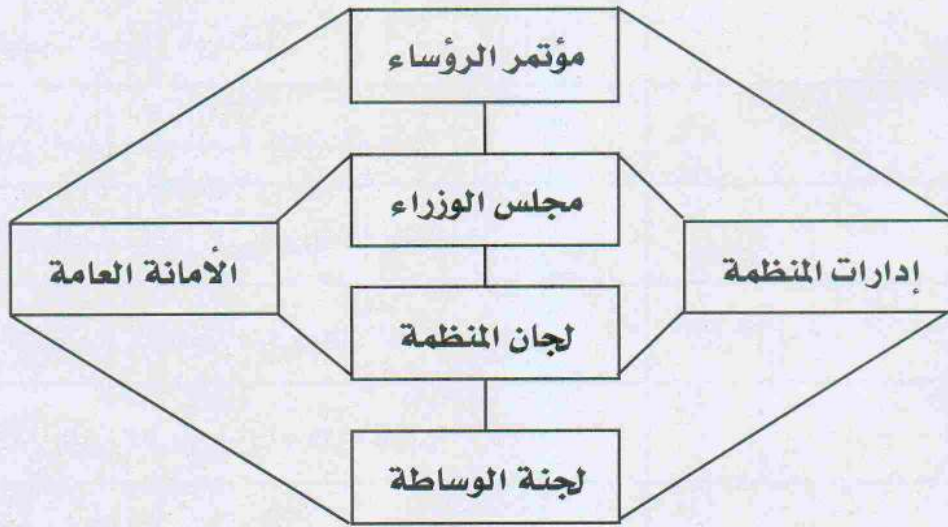 مؤتمر الرؤساء
مجلس الوزراء
إدارات المنظمة
الأمانة العامة
لجان المنظمة
لجنة الوساطة